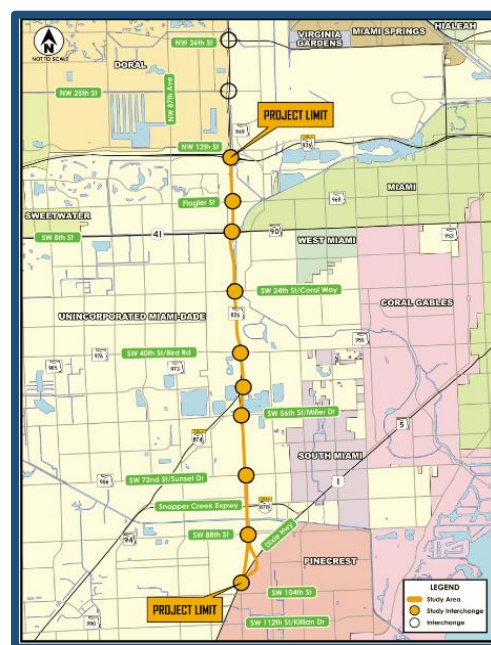 HIALEAH
NW 36th St
VIRGINIA
GARDENS
MIAMI SPRINGS
N
NOT TO SCALE
DORAL
NW 25th St
NW 87th Ave
PROJECT LIMIT
969
836
NW 12th St
MIAMI
Flagler St
968
SWEETWATER
SW 8th St
41
90
953
WEST MIAMI
SW 24th St/Coral Way
CORAL GABLES
826
UNINCORPORATED MIAMI-DADE
SW 40th St/Bird Rd
976
973
959
874
SW 56th St/Miller Dr
5
SOUTH MIAMI
SW 72nd St/Sunset Dr
986
1
Snapper Creek Expwy
878
94
SW 88th St
Dixie Hwy
PINECREST
SW 104th St
PROJECT LIMIT
SW 112th St/Killian Dr
990
LEGEND
Study Area
Study Interchange
Interchange